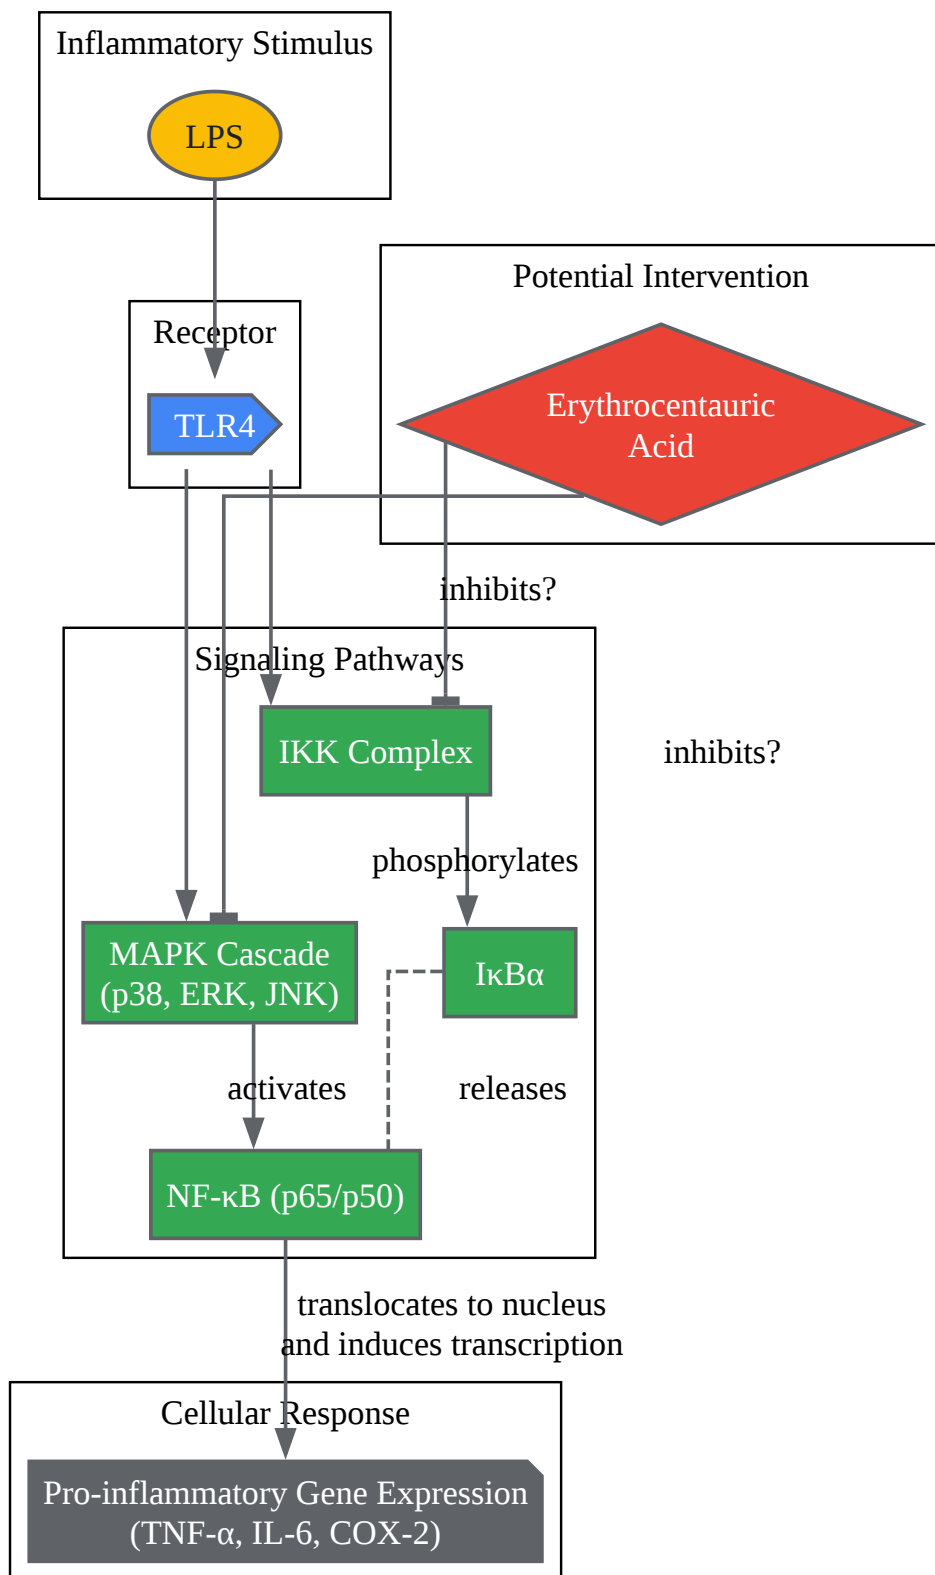 Inflammatory Stimulus
LPS
Potential Intervention
Receptor
Erythrocentauric
Acid
TLR4
inhibits?
Signaling Pathways
IKK Complex
inhibits?
phosphorylates
MAPK Cascade
(p38, ERK, JNK)
IκBα
activates
releases
NF-κB (p65/p50)
translocates to nucleus
and induces transcription
Cellular Response
Pro-inflammatory Gene Expression
(TNF-α, IL-6, COX-2)